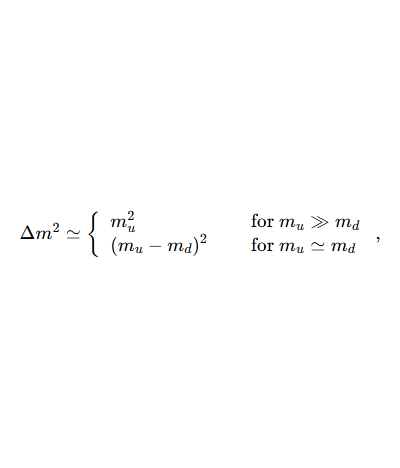 Δm² ≃ { m_u² for m_u ≫ m_d
(m_u − m_d)² for m_u ≃ m_d ,